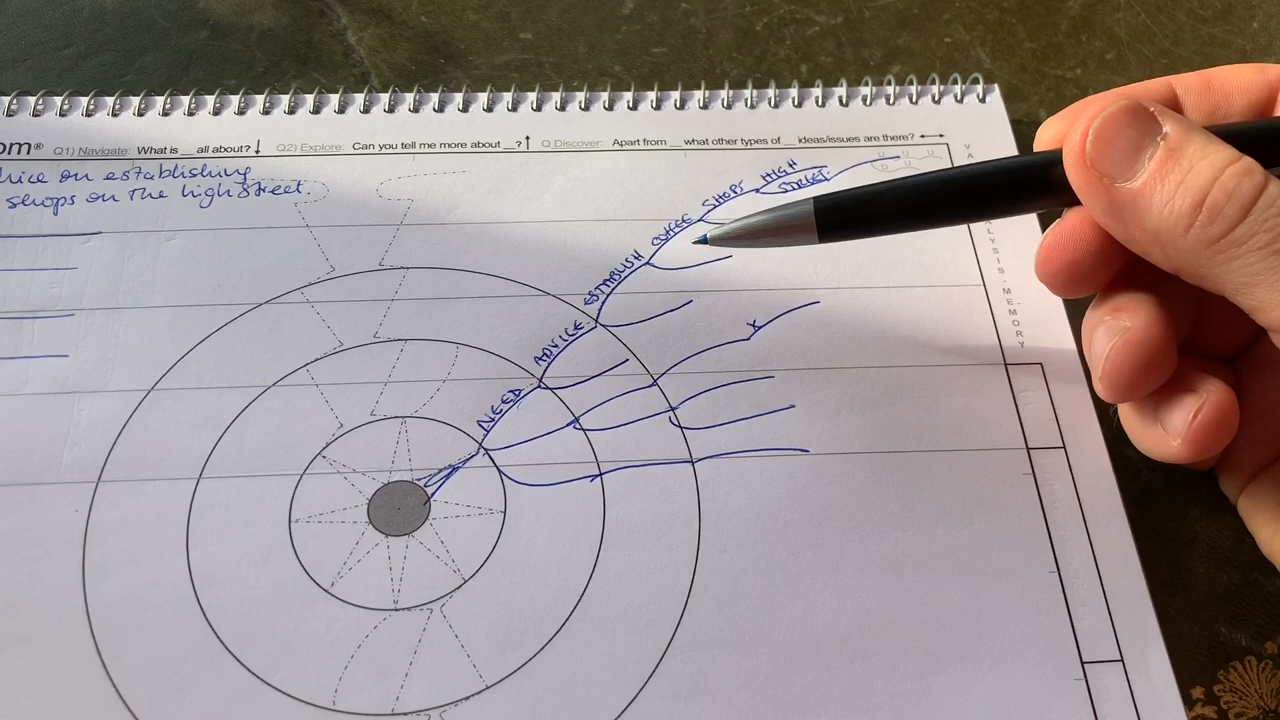 om® Q1) Navigate: What is __ all about? Q2) Explore: Can you tell me more about __? Q Discover: Apart from __ what other types of __ ideas/issues are there?
on establishing
shops on the high street.
NEED
ADVICE
ESTABLISH
COFFEE
SHOPS
HIGH
STREET
X
ALYSIS - MEMORY